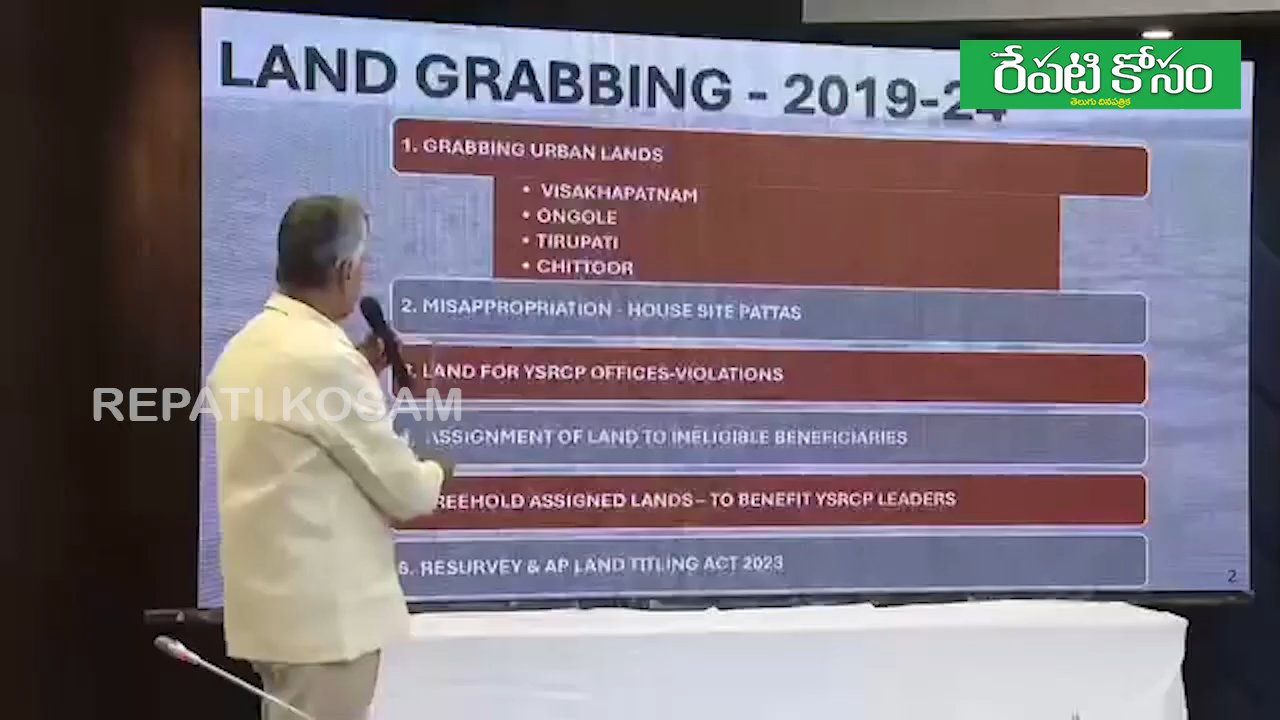 LAND GRABBING - 2019-24
రేపటి కోసం
తెలుగు దినపత్రిక
1. GRABBING URBAN LANDS
• VISAKHAPATNAM
• ONGOLE
• TIRUPATI
• CHITTOOR
2. MISAPPROPRIATION - HOUSE SITE PATTAS
LAND FOR YSRCP OFFICES-VIOLATIONS
REPATI KOSAM
ASSIGNMENT OF LAND TO INELIGIBLE BENEFICIARIES
REEHOLD ASSIGNED LANDS – TO BENEFIT YSRCP LEADERS
6. RESURVEY & AP LAND TITLING ACT 2023
2